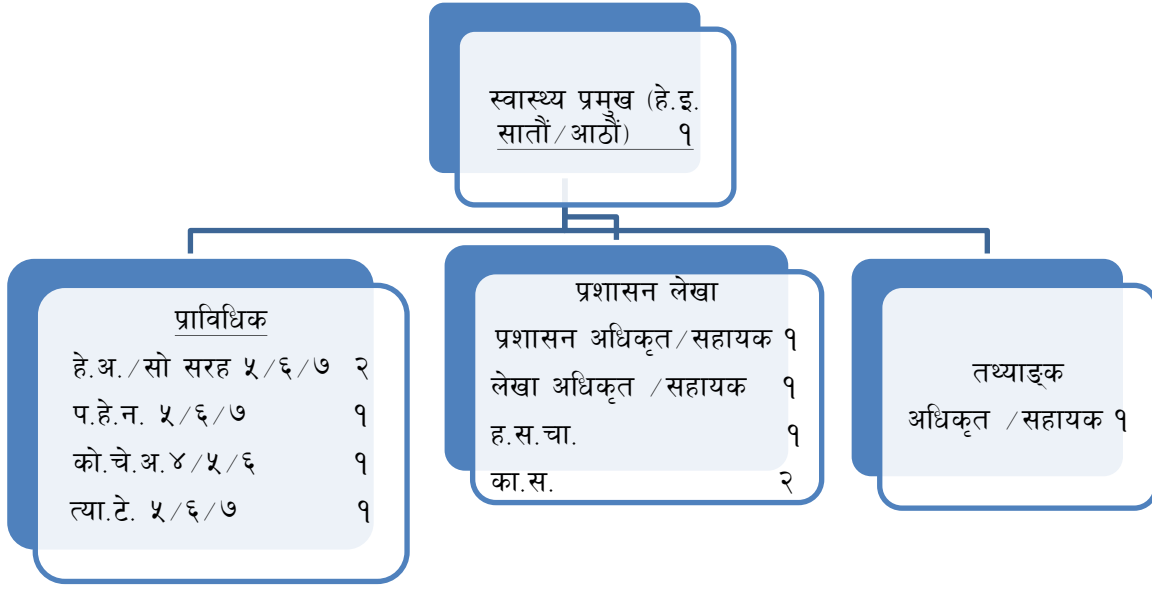 स्वास्थ्य प्रमुख (हे.इ.
सातौं/आठौं) १
प्राविधिक
हे.अ./सो सरह ५/६/७ २
प.हे.न. ५/६/७ १
को.चे.अ.४/५/६ १
त्या.टे. ५/६/७ १
प्रशासन लेखा
प्रशासन अधिकृत/सहायक १
लेखा अधिकृत /सहायक १
ह.स.चा. १
का.स. २
तथ्याङ्क
अधिकृत /सहायक १